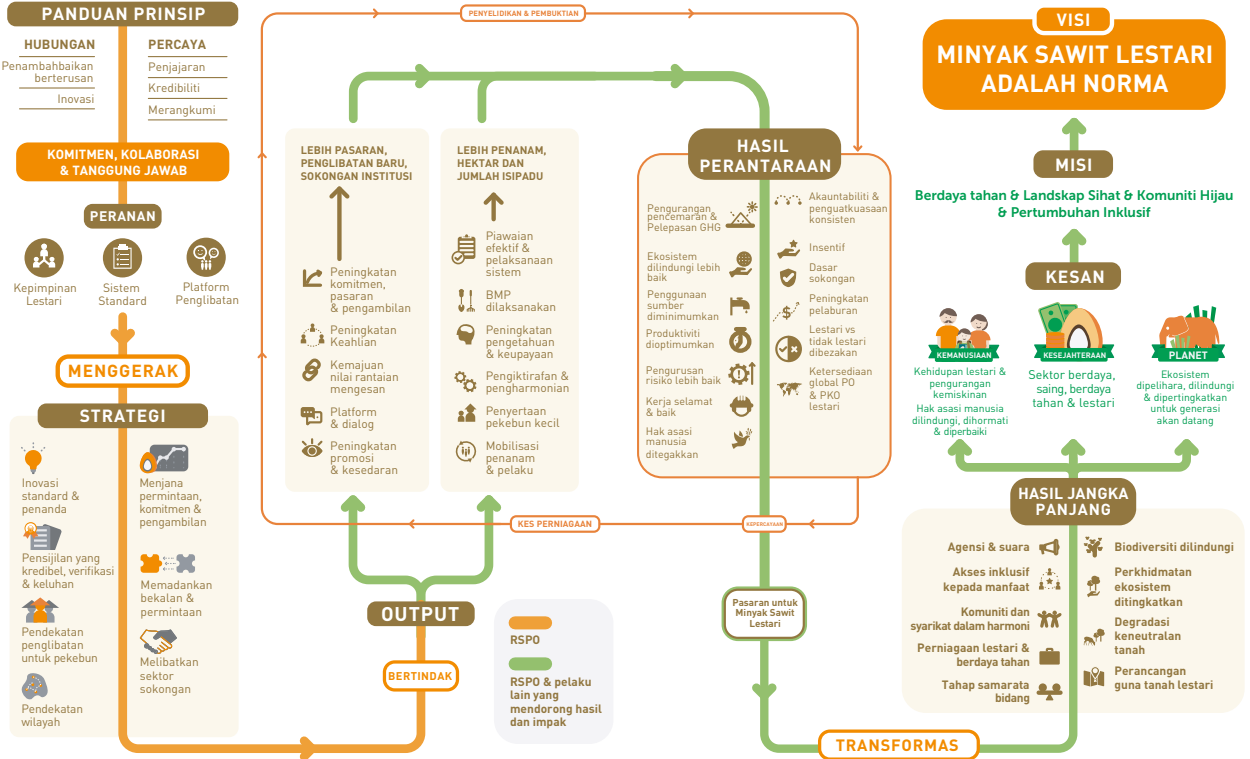 PANDUAN PRINSIP
HUBUNGAN
Penambahbaikan
berterusan
Inovasi
PERCAYA
Penjajaran
Kredibiliti
Merangkumi
KOMITMEN, KOLABORASI
& TANGGUNG JAWAB
PERANAN
Kepimpinan
Lestari
Sistem
Standard
Platform
Penglibatan
MENGGERAK
STRATEGI
Inovasi
standard &
penanda
Pensijilan yang
kredibel, verifikasi
& keluhan
Pendekatan
penglibatan
untuk pekebun
Pendekatan
wilayah
Menjana
permintaan,
komitmen &
pengambilan
Memadankan
bekalan &
permintaan
Melibatkan
sektor
sokongan
PENYELIDIKAN & PEMBUKTIAN
LEBIH PASARAN,
PENGLIBATAN BARU,
SOKONGAN INSTITUSI
Peningkatan
komitmen,
pasaran
& pengambilan
Peningkatan
Keahlian
Kemajuan
nilai rantaian
mengesan
Platform
& dialog
Peningkatan
promosi
& kesedaran
LEBIH PENANAM,
HEKTAR DAN
JUMLAH ISIPADU
Piawaian
efektif &
pelaksanaan
sistem
BMP
dilaksanakan
Peningkatan
pengetahuan
& keupayaan
Pengiktirafan &
pengharmonian
Penyertaan
pekebun kecil
Mobilisasi
penanam
& pelaku
KES PERNIAGAAN
KEPERCAYAAN
OUTPUT
BERTINDAK
RSPO
RSPO & pelaku
lain yang
mendorong hasil
dan impak
HASIL
PERANTARAAN
Pengurangan
pencemaran &
Pelepasan GHG
Ekosistem
dilindungi lebih
baik
Penggunaan
sumber
diminimumkan
Produktiviti
dioptimumkan
Pengurusan
risiko lebih baik
Kerja selamat
& baik
Hak asasi
manusia
ditegakkan
Akauntabiliti &
penguatkuasaan
konsisten
Insentif
Dasar
sokongan
Peningkatan
pelaburan
Lestari vs
tidak lestari
dibezakan
Ketersediaan
global PO
& PKO
lestari
Pasaran untuk
Minyak Sawit
Lestari
TRANSFORMAS
VISI
MINYAK SAWIT LESTARI
ADALAH NORMA
MISI
Berdaya tahan & Landskap Sihat & Komuniti Hijau
& Pertumbuhan Inklusif
KESAN
KEMANUSIAAN
Kehidupan lestari &
pengurangan
kemiskinan
Hak asasi manusia
dilindungi, dihormati
& diperbaiki
KESEJAHTERAAN
Sektor berdaya,
saing, berdaya
tahan & lestari
PLANET
Ekosistem
dipelihara, dilindungi
& dipertingkatkan
untuk generasi
akan datang
HASIL JANGKA
PANJANG
Agensi & suara
Akses inklusif
kepada manfaat
Komuniti dan
syarikat dalam harmoni
Perniagaan lestari &
berdaya tahan
Tahap samarata
bidang
Biodiversiti dilindungi
Perkhidmatan
ekosistem
ditingkatkan
Degradasi
keneutralan
tanah
Perancangan
guna tanah lestari